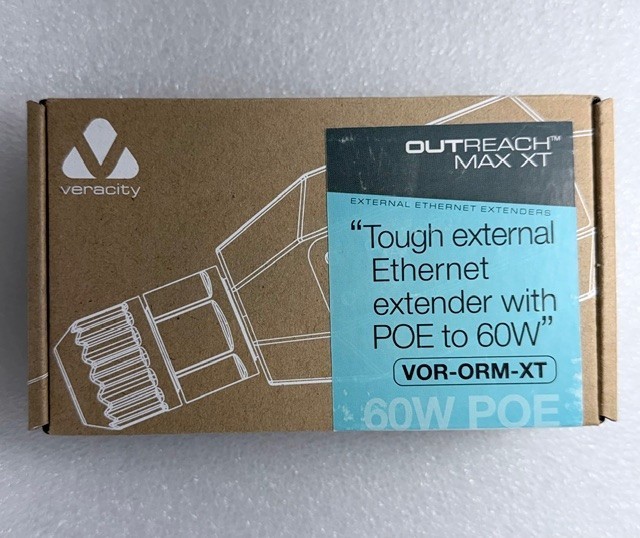 veracity
OUTREACH™
MAX XT
EXTERNAL ETHERNET EXTENDERS
“Tough external
Ethernet
extender with
POE to 60W”
VOR-ORM-XT
60W POE